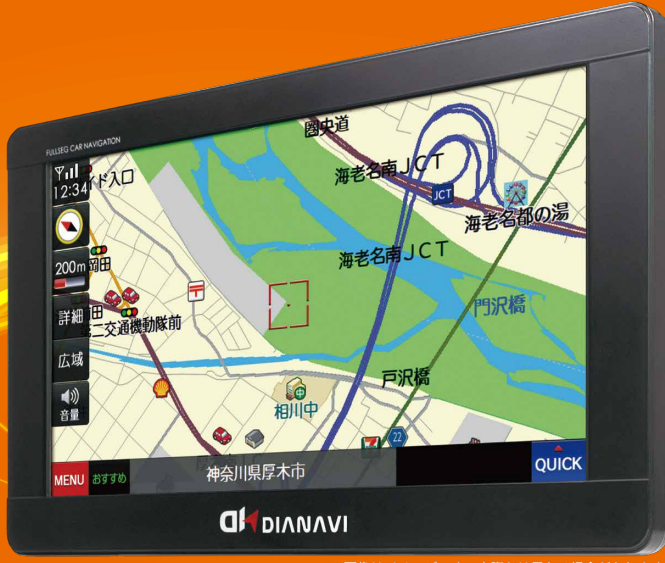 FULLSEG CAR NAVIGATION
圏央道
海老名南JCT
JCT
海老名都の湯
海老名南JCT
門沢橋
戸沢橋
12:34
イド入口
200m
岡田
詳細
田
二交通機動隊前
広域
音量
相川中
22
7
MENU
おすすめ
神奈川県厚木市
QUICK
DIANAVI